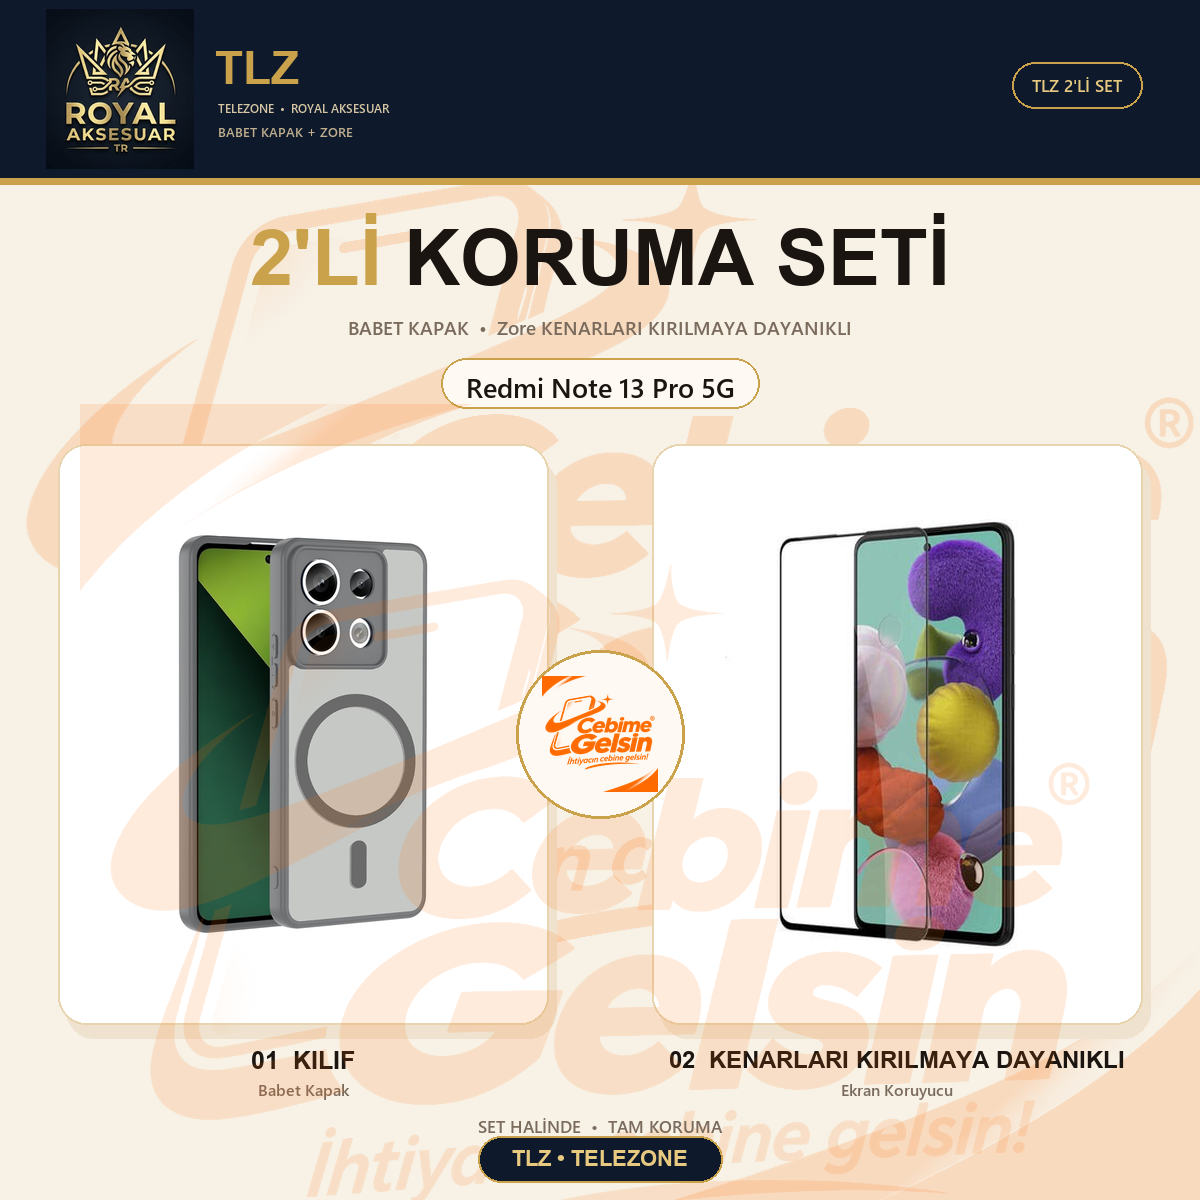 ROYAL
AKSESUAR
TR
TLZ
TELEZONE • ROYAL AKSESUAR
BABET KAPAK + ZORE
TLZ 2'Lİ SET
2'Lİ KORUMA SETİ
BABET KAPAK • Zore KENARLARI KIRILMAYA DAYANIKLI
Redmi Note 13 Pro 5G
Cebime®
Gelsin
İhtiyacın cebine gelsin!
Cebime®
Gelsin
01 KILIF
Babet Kapak
02 KENARLARI KIRILMAYA DAYANIKLI
Ekran Koruyucu
SET HALİNDE • TAM KORUMA
TLZ • TELEZONE